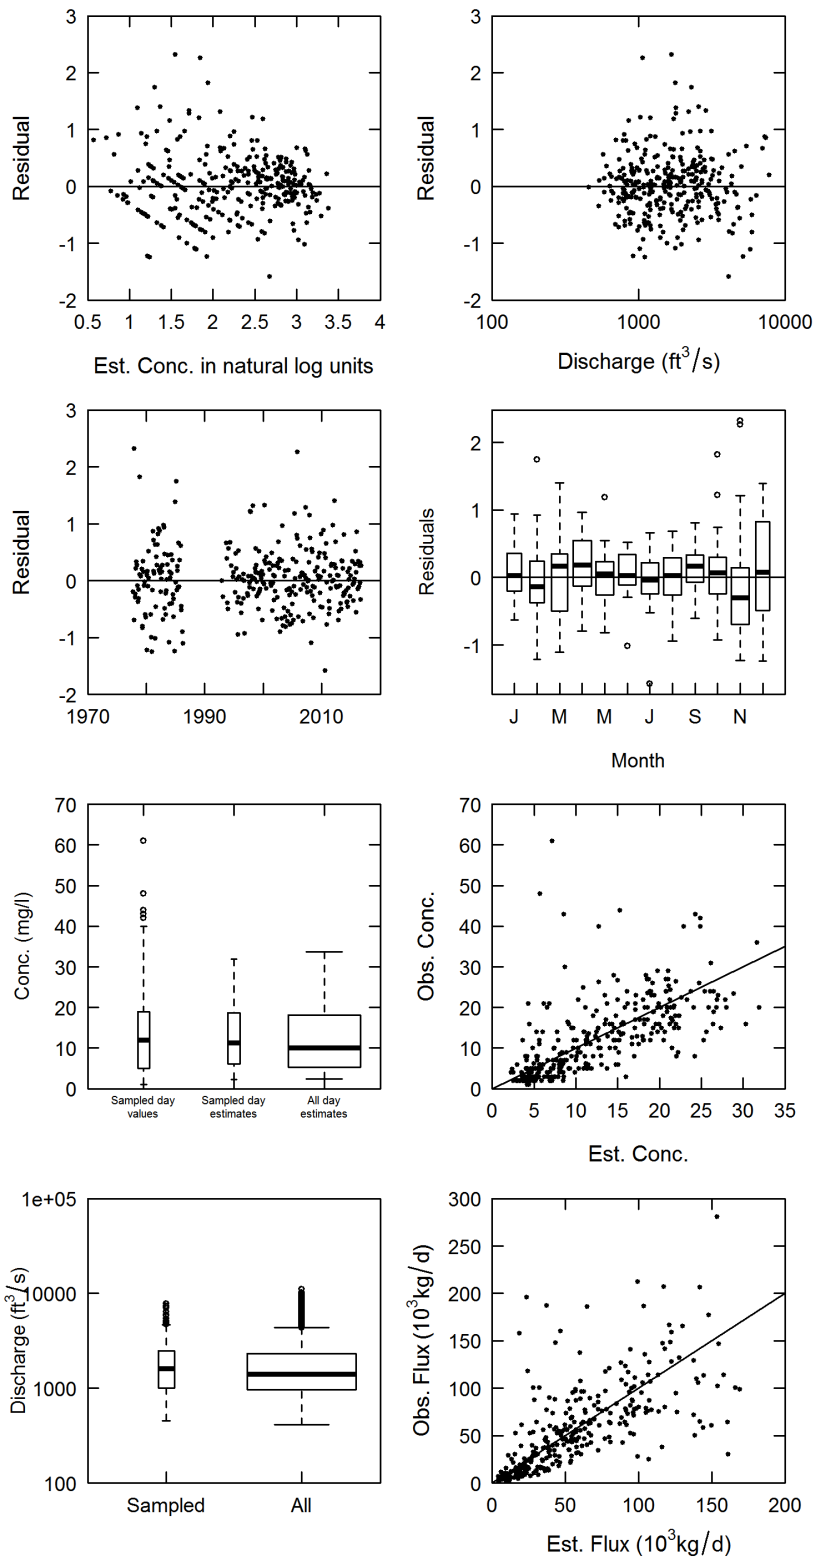 3
2
1
0
-1
-2
Residual
0.5 1 1.5 2 2.5 3 3.5 4
Est. Conc. in natural log units
3
2
1
0
-1
-2
Residual
100 1000 10000
Discharge (ft³/s)
3
2
1
0
-1
-2
Residual
1970 1990 2010
2
1
0
-1
Residuals
J M M J S N
Month
70
60
50
40
30
20
10
0
Conc. (mg/l)
Sampled day values
Sampled day estimates
All day estimates
70
60
50
40
30
20
10
0
Obs. Conc.
0 5 10 15 20 25 30 35
Est. Conc.
1e+05
10000
1000
100
Discharge (ft³/s)
Sampled All
300
250
200
150
100
50
0
Obs. Flux (10³kg/d)
0 50 100 150 200
Est. Flux (10³kg/d)